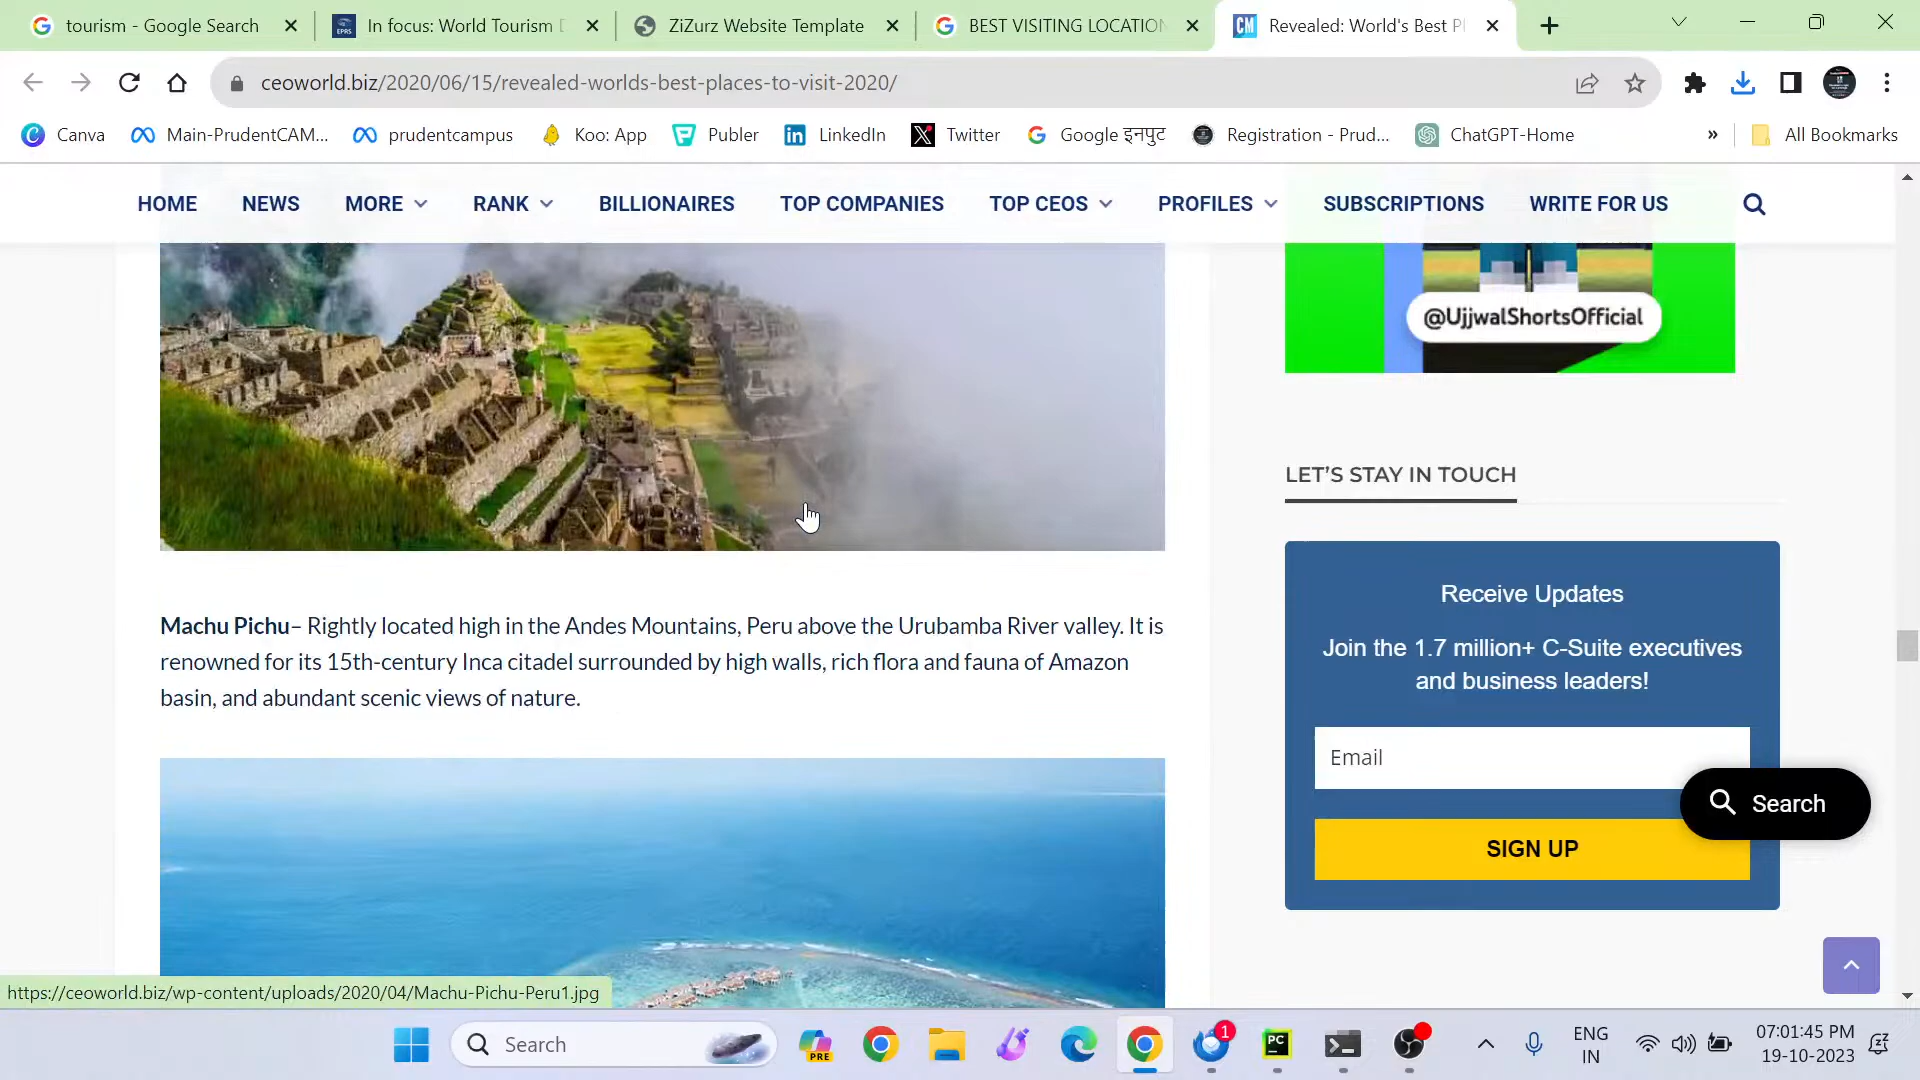 tourism - Google Search
In focus: World Tourism
ZiZurz Website Template
BEST VISITING LOCATION
Revealed: World's Best Pl
ceoworld.biz/2020/06/15/revealed-worlds-best-places-to-visit-2020/
Canva
Main-PrudentCAM...
prudentcampus
Koo: App
Publer
LinkedIn
Twitter
Google इनपुट
Registration - Prud...
ChatGPT-Home
»
All Bookmarks
HOME
NEWS
MORE
RANK
BILLIONAIRES
TOP COMPANIES
TOP CEOS
PROFILES
SUBSCRIPTIONS
WRITE FOR US
@UjjwalShortsOfficial
LET'S STAY IN TOUCH
Receive Updates
Join the 1.7 million+ C-Suite executives
and business leaders!
Email
SIGN UP
Search
Machu Pichu– Rightly located high in the Andes Mountains, Peru above the Urubamba River valley. It is
renowned for its 15th-century Inca citadel surrounded by high walls, rich flora and fauna of Amazon
basin, and abundant scenic views of nature.
https://ceoworld.biz/wp-content/uploads/2020/04/Machu-Pichu-Peru1.jpg
Search
PRE
1
PC
ENG
IN
07:01:45 PM
19-10-2023